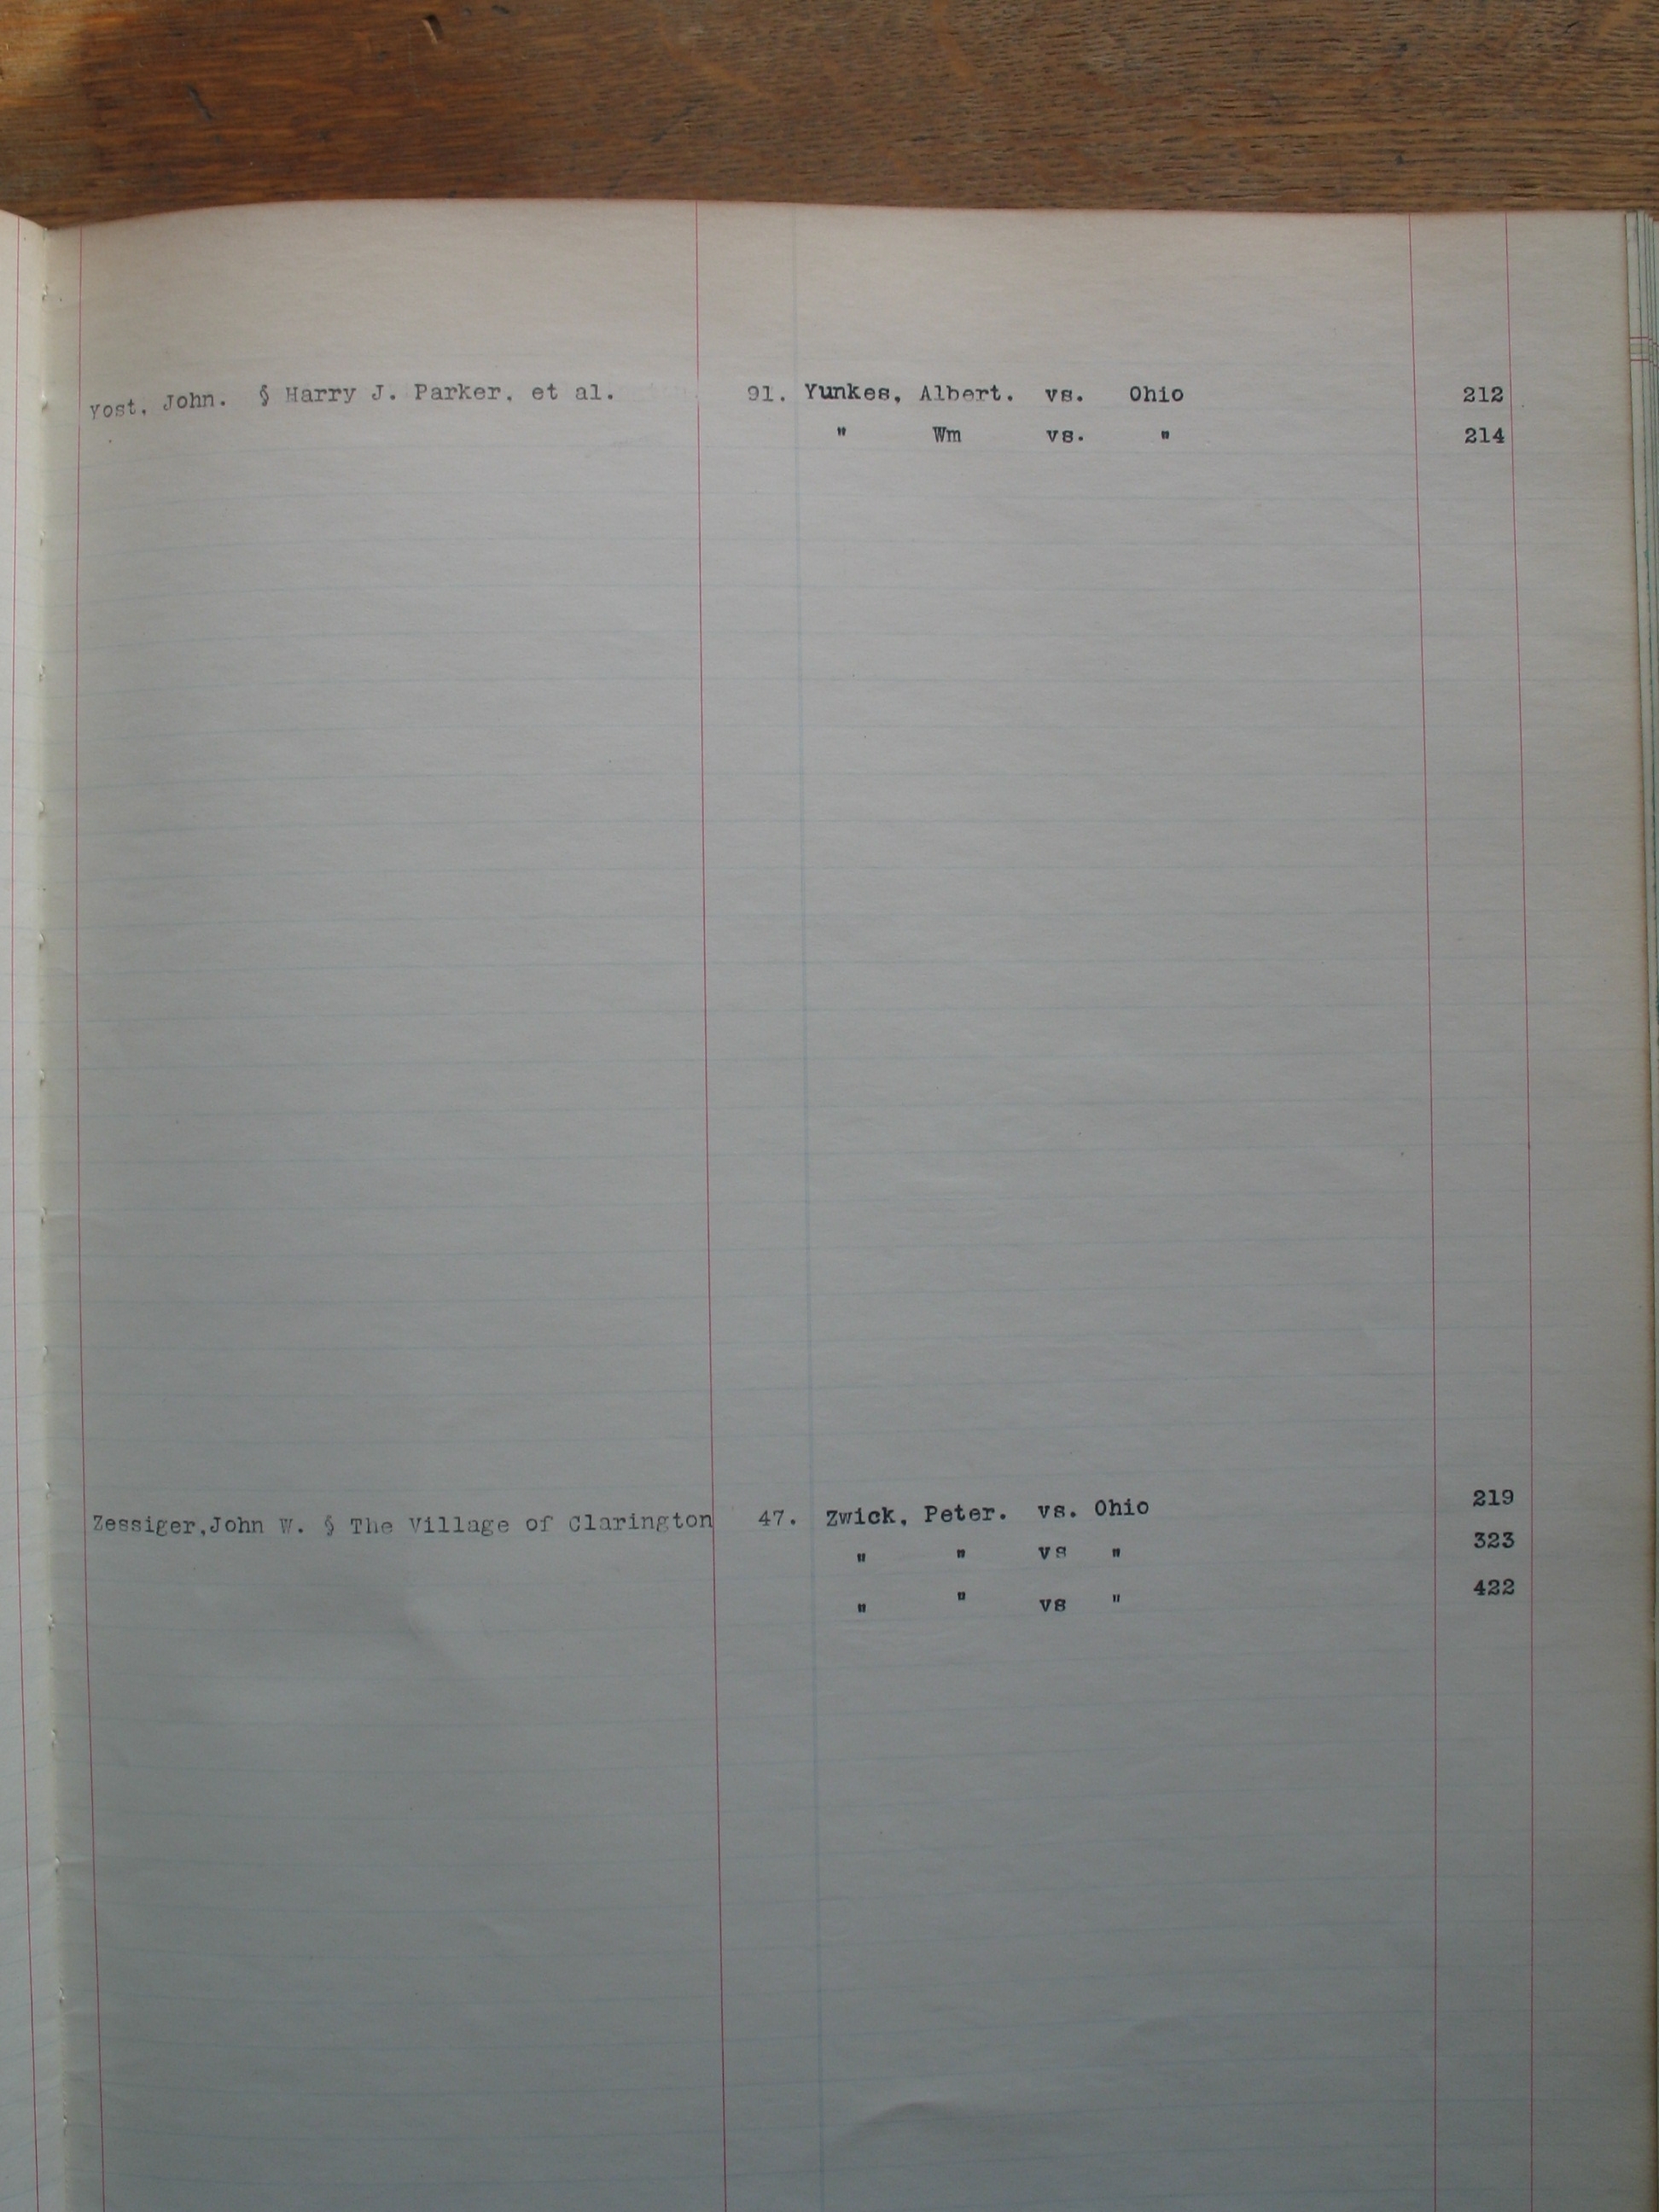 Yost, John. § Harry J. Parker, et al. 91. Yunkes, Albert. vs. Ohio 212
" Wm vs. " 214
Zessiger,John W. § The Village of Clarington 47. Zwick, Peter. vs. Ohio 219
" " vs " 323
" " vs " 422